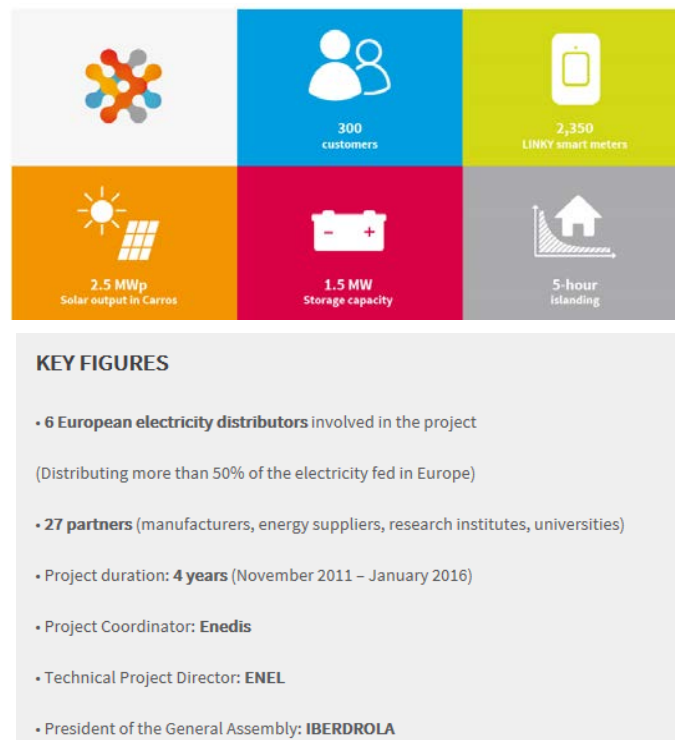 300
customers
2,350
LINKY smart meters
2.5 MWp
Solar output in Carros
1.5 MW
Storage capacity
5-hour
islanding
KEY FIGURES
• 6 European electricity distributors involved in the project
(Distributing more than 50% of the electricity fed in Europe)
• 27 partners (manufacturers, energy suppliers, research institutes, universities)
• Project duration: 4 years (November 2011 – January 2016)
• Project Coordinator: Enedis
• Technical Project Director: ENEL
• President of the General Assembly: IBERDROLA